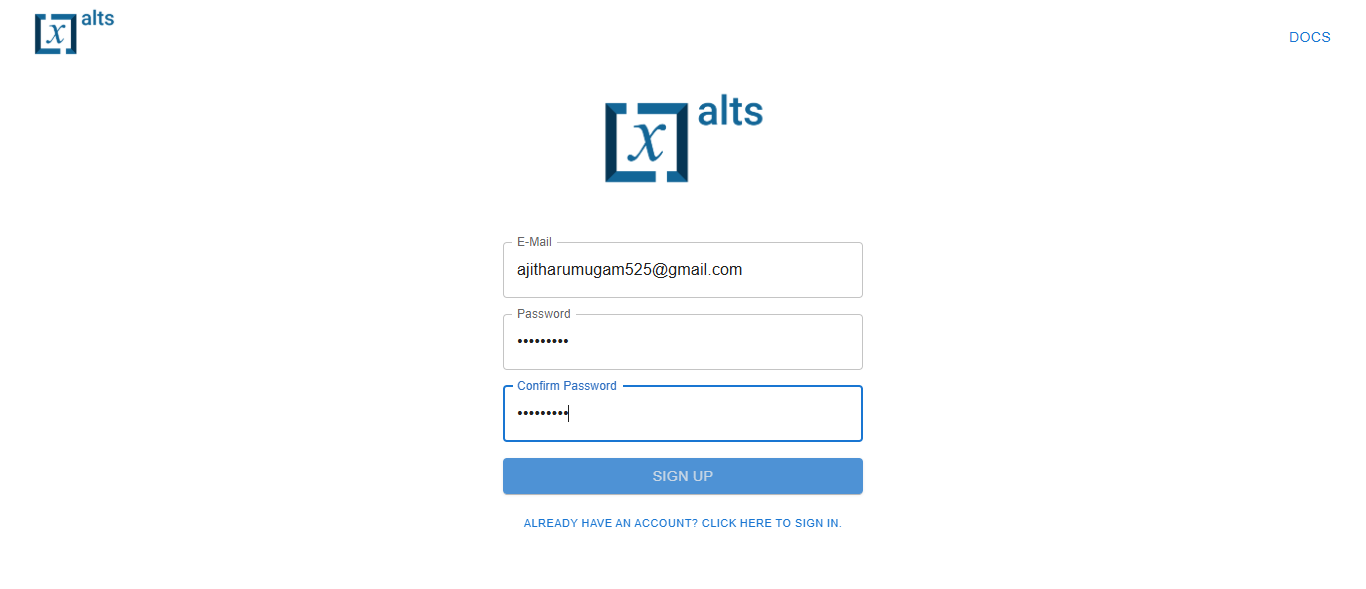 [x] alts
DOCS
[x] alts
E-Mail
ajitharumugam525@gmail.com
Password
•••••••••
Confirm Password
•••••••••
SIGN UP
ALREADY HAVE AN ACCOUNT? CLICK HERE TO SIGN IN.